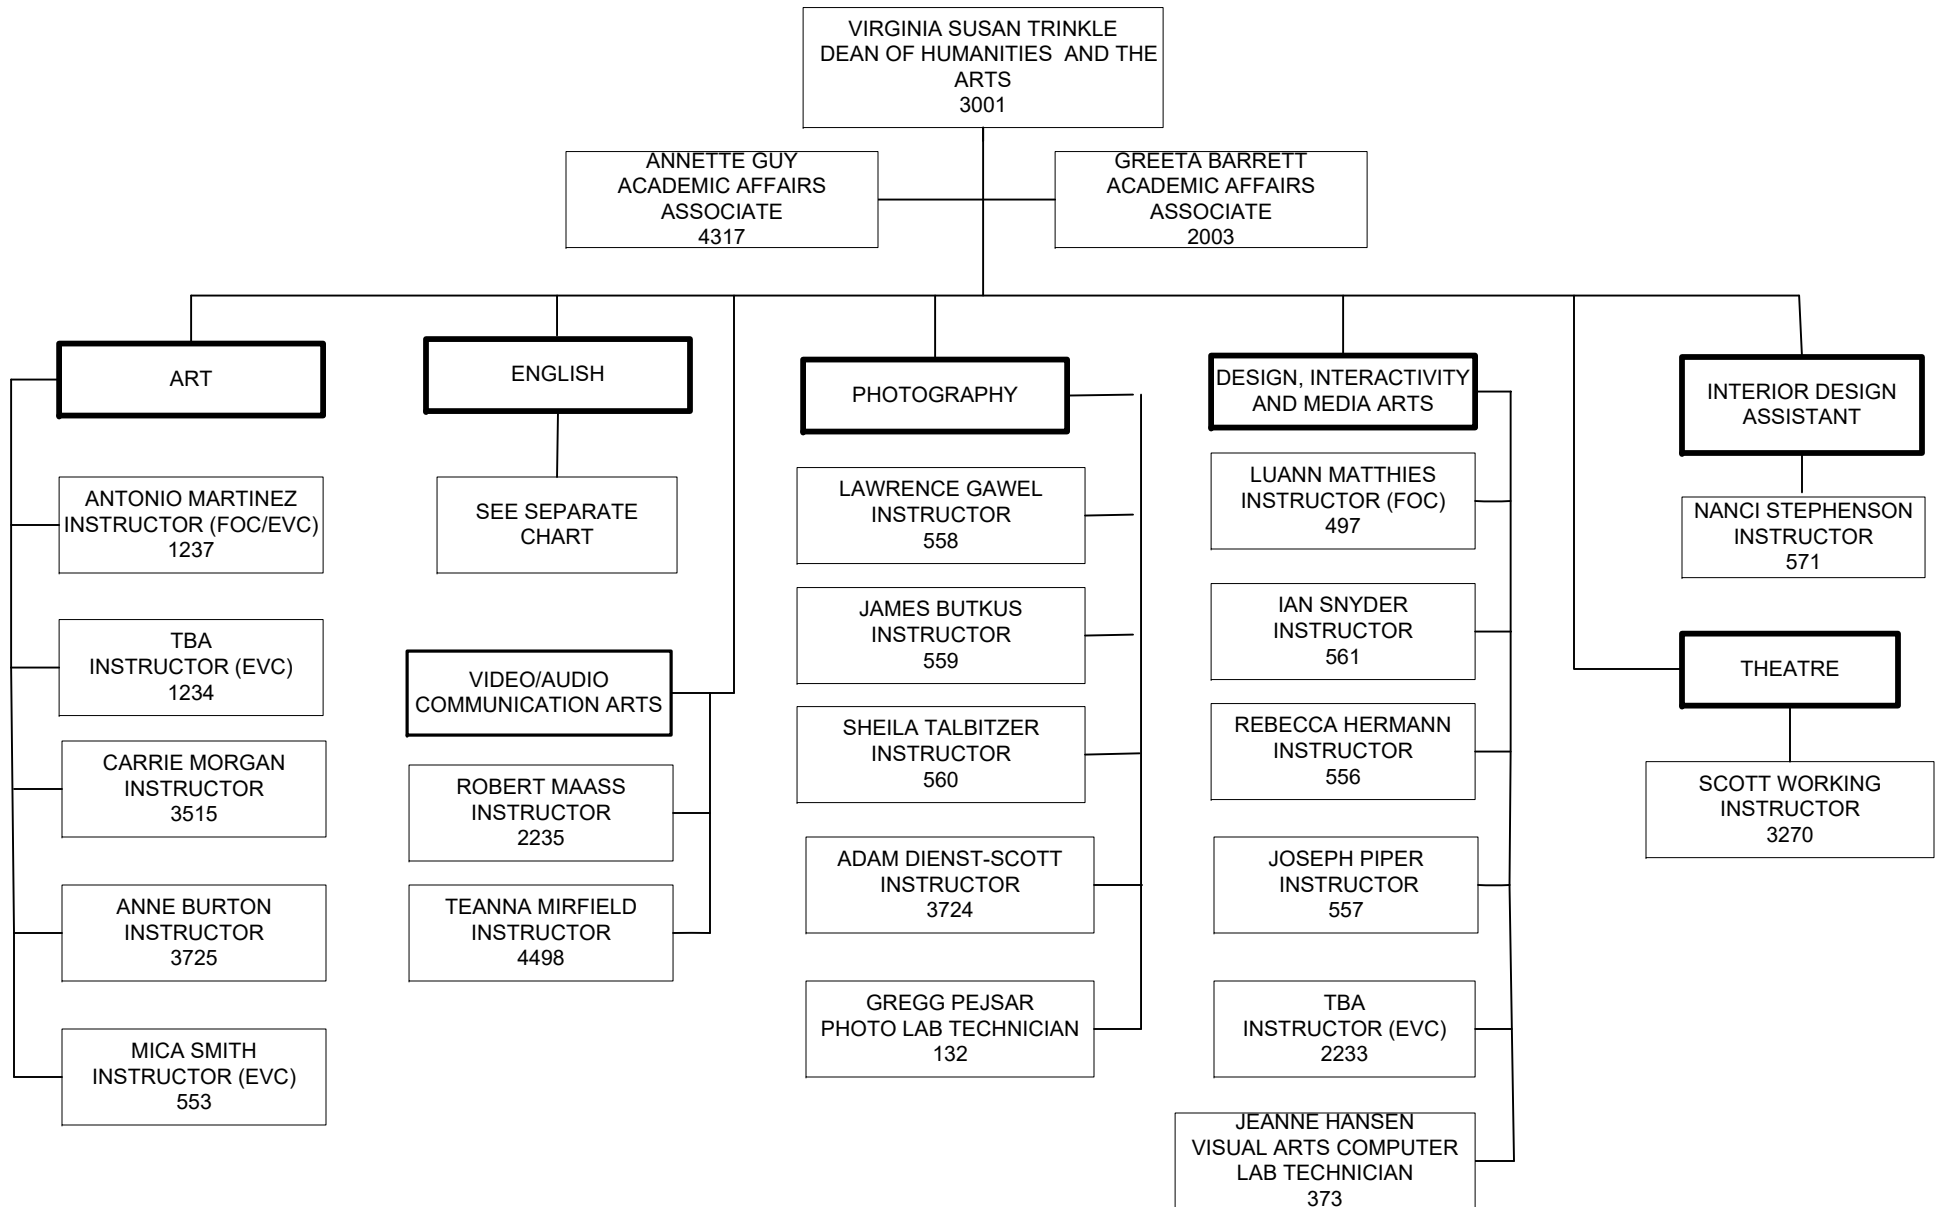 VIRGINIA SUSAN TRINKLE
DEAN OF HUMANITIES AND THE
ARTS
3001
ANNETTE GUY
ACADEMIC AFFAIRS
ASSOCIATE
4317
GREETA BARRETT
ACADEMIC AFFAIRS
ASSOCIATE
2003
ART
ANTONIO MARTINEZ
INSTRUCTOR (FOC/EVC)
1237
TBA
INSTRUCTOR (EVC)
1234
CARRIE MORGAN
INSTRUCTOR
3515
ANNE BURTON
INSTRUCTOR
3725
MICA SMITH
INSTRUCTOR (EVC)
553
ENGLISH
SEE SEPARATE
CHART
VIDEO/AUDIO
COMMUNICATION ARTS
ROBERT MAASS
INSTRUCTOR
2235
TEANNA MIRFIELD
INSTRUCTOR
4498
PHOTOGRAPHY
LAWRENCE GAWEL
INSTRUCTOR
558
JAMES BUTKUS
INSTRUCTOR
559
SHEILA TALBITZER
INSTRUCTOR
560
ADAM DIENST-SCOTT
INSTRUCTOR
3724
GREGG PEJSAR
PHOTO LAB TECHNICIAN
132
DESIGN, INTERACTIVITY
AND MEDIA ARTS
LUANN MATTHIES
INSTRUCTOR (FOC)
497
IAN SNYDER
INSTRUCTOR
561
REBECCA HERMANN
INSTRUCTOR
556
JOSEPH PIPER
INSTRUCTOR
557
TBA
INSTRUCTOR (EVC)
2233
JEANNE HANSEN
VISUAL ARTS COMPUTER
LAB TECHNICIAN
373
INTERIOR DESIGN
ASSISTANT
NANCI STEPHENSON
INSTRUCTOR
571
THEATRE
SCOTT WORKING
INSTRUCTOR
3270